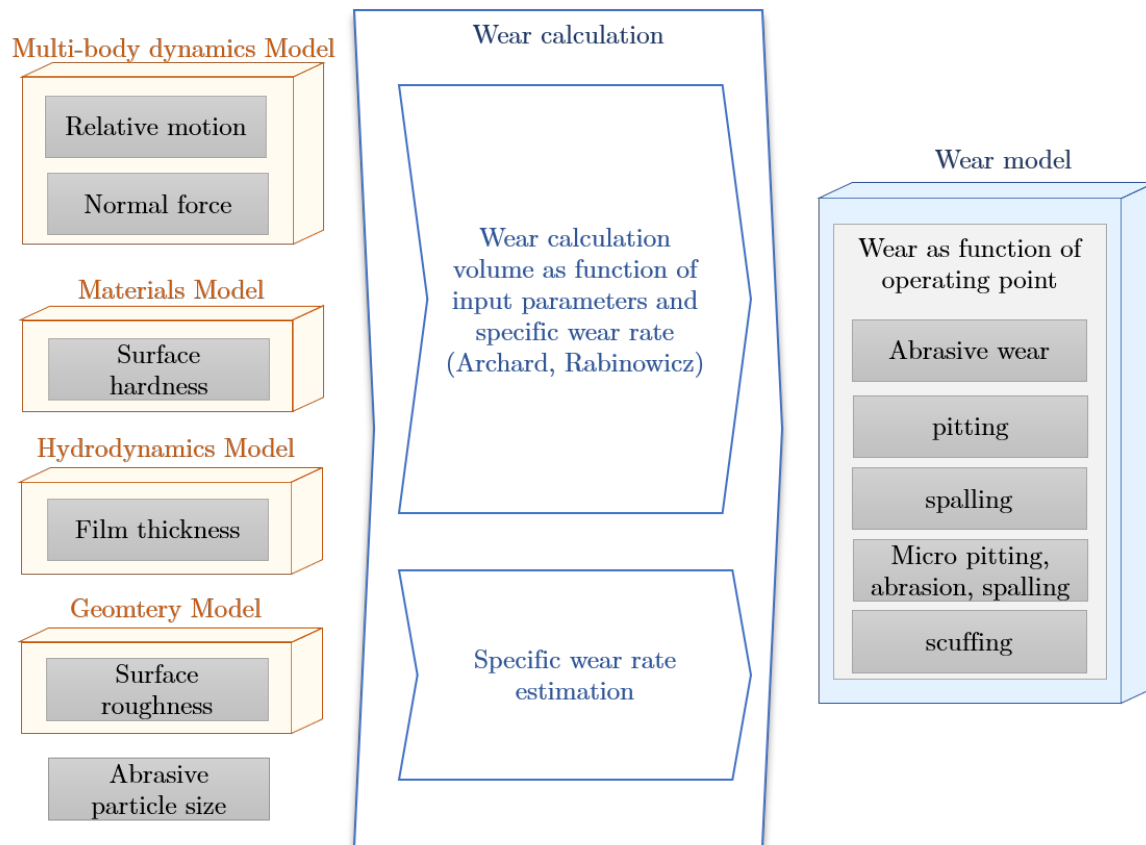 Multi-body dynamics Model
Relative motion
Normal force
Materials Model
Surface
hardness
Hydrodynamics Model
Film thickness
Geomtery Model
Surface
roughness
Abrasive
particle size
Wear calculation
Wear calculation
volume as function of
input parameters and
specific wear rate
(Archard, Rabinowicz)
Specific wear rate
estimation
Wear model
Wear as function of
operating point
Abrasive wear
pitting
spalling
Micro pitting,
abrasion, spalling
scuffing